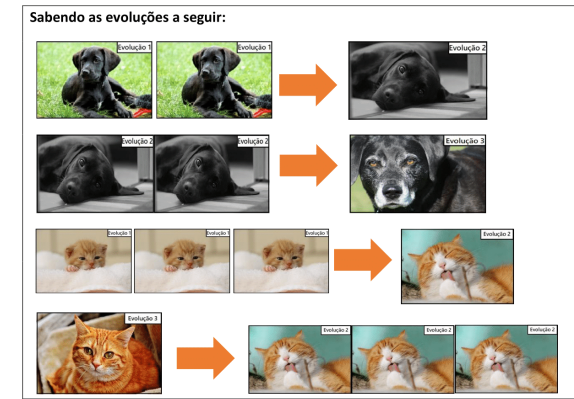 Sabendo as evoluções a seguir:
Evolução 1 Evolução 1 Evolução 2
Evolução 2 Evolução 2 Evolução 3
Evolução 1 Evolução 1 Evolução 1 Evolução 2
Evolução 3 Evolução 2 Evolução 2 Evolução 2